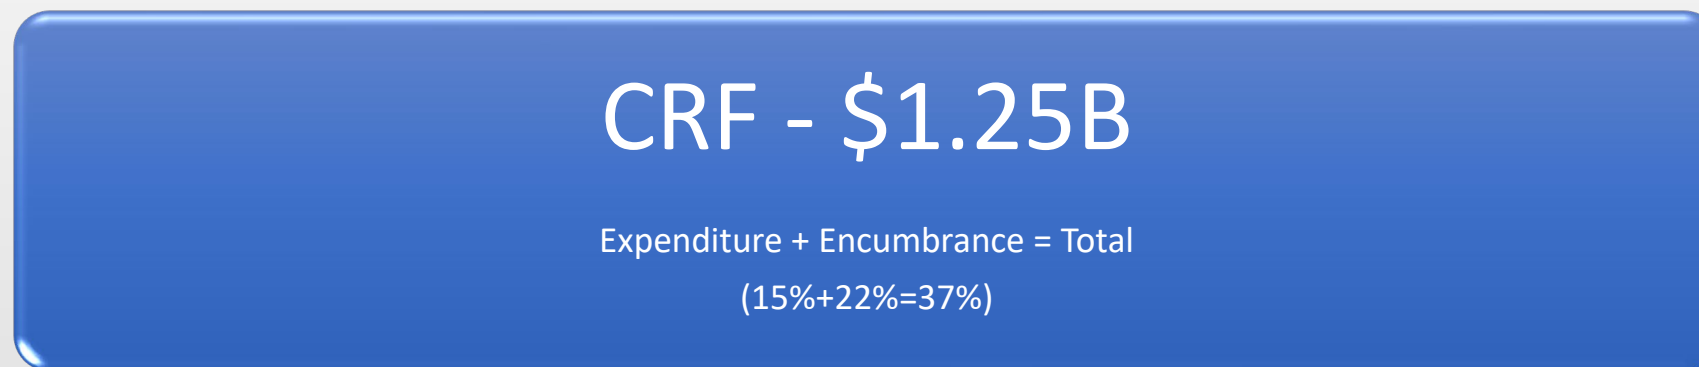 CRF - $1.25B
Expenditure + Encumbrance = Total
(15%+22%=37%)